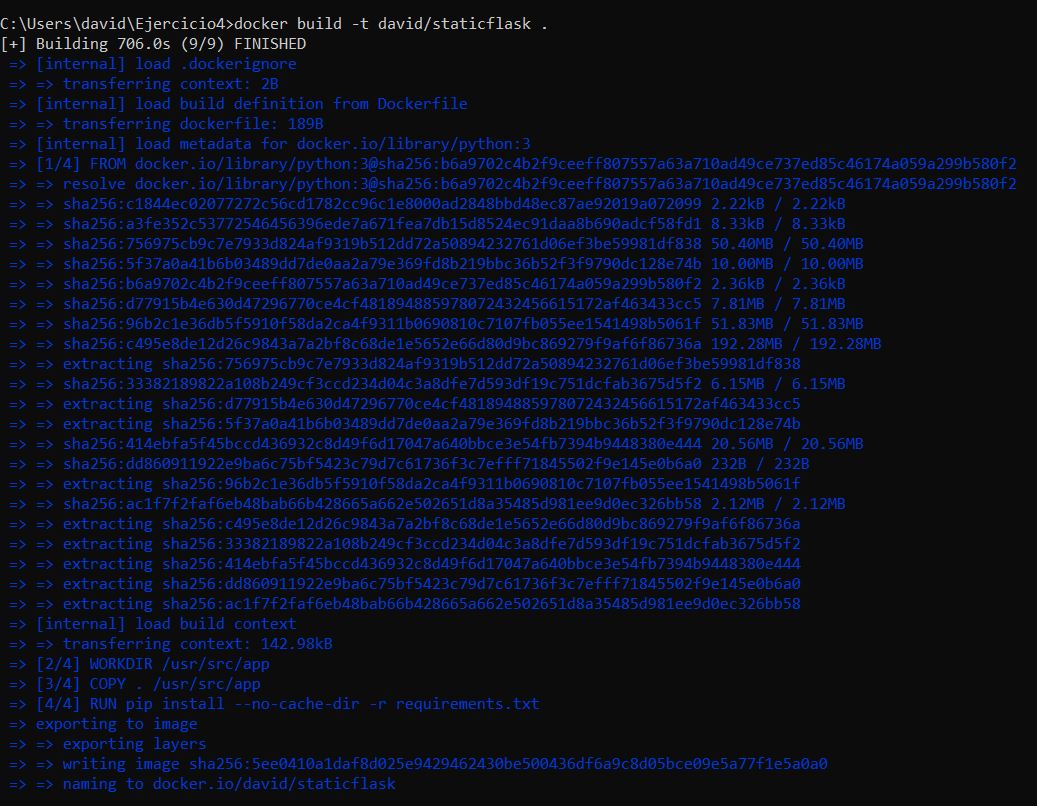 C:\Users\david\Ejercicio4>docker build -t david/staticflask .
[+] Building 706.0s (9/9) FINISHED
=> [internal] load .dockerignore
=> => transferring context: 2B
=> [internal] load build definition from Dockerfile
=> => transferring dockerfile: 189B
=> [internal] load metadata for docker.io/library/python:3
=> [1/4] FROM docker.io/library/python:3@sha256:b6a9702c4b2f9ceeff807557a63a710ad49ce737ed85c46174a059a299b580f2
=> => resolve docker.io/library/python:3@sha256:b6a9702c4b2f9ceeff807557a63a710ad49ce737ed85c46174a059a299b580f2
=> => sha256:c1844ec02077272c56cd1782cc96c1e8000ad2848bbd48ec87ae92019a072099 2.22kB / 2.22kB
=> => sha256:a3fe352c53772546456396ede7a671fea7db15d8524ec91daa8b690adcf58fd1 8.33kB / 8.33kB
=> => sha256:756975cb9c7e7933d824af9319b512dd72a50894232761d06ef3be59981df838 50.40MB / 50.40MB
=> => sha256:5f37a0a41b6b03489dd7de0aa2a79e369fd8b219bbc36b52f3f9790dc128e74b 10.00MB / 10.00MB
=> => sha256:b6a9702c4b2f9ceeff807557a63a710ad49ce737ed85c46174a059a299b580f2 2.36kB / 2.36kB
=> => sha256:d77915b4e630d47296770ce4cf481894885978072432456615172af463433cc5 7.81MB / 7.81MB
=> => sha256:96b2c1e36db5f5910f58da2ca4f9311b0690810c7107fb055ee1541498b5061f 51.83MB / 51.83MB
=> => sha256:c495e8de12d26c9843a7a2bf8c68de1e5652e66d80d9bc869279f9af6f86736a 192.28MB / 192.28MB
=> => extracting sha256:756975cb9c7e7933d824af9319b512dd72a50894232761d06ef3be59981df838
=> => sha256:33382189822a108b249cf3ccd234d04c3a8dfe7d593df19c751dcfab3675d5f2 6.15MB / 6.15MB
=> => extracting sha256:d77915b4e630d47296770ce4cf481894885978072432456615172af463433cc5
=> => extracting sha256:5f37a0a41b6b03489dd7de0aa2a79e369fd8b219bbc36b52f3f9790dc128e74b
=> => sha256:414ebfa5f45bccd436932c8d49f6d17047a640bbce3e54fb7394b9448380e444 20.56MB / 20.56MB
=> => sha256:dd860911922e9ba6c75bf5423c79d7c61736f3c7efff71845502f9e145e0b6a0 232B / 232B
=> => extracting sha256:96b2c1e36db5f5910f58da2ca4f9311b0690810c7107fb055ee1541498b5061f
=> => sha256:ac1f7f2faf6eb48bab66b428665a662e502651d8a35485d981ee9d0ec326bb58 2.12MB / 2.12MB
=> => extracting sha256:c495e8de12d26c9843a7a2bf8c68de1e5652e66d80d9bc869279f9af6f86736a
=> => extracting sha256:33382189822a108b249cf3ccd234d04c3a8dfe7d593df19c751dcfab3675d5f2
=> => extracting sha256:414ebfa5f45bccd436932c8d49f6d17047a640bbce3e54fb7394b9448380e444
=> => extracting sha256:dd860911922e9ba6c75bf5423c79d7c61736f3c7efff71845502f9e145e0b6a0
=> => extracting sha256:ac1f7f2faf6eb48bab66b428665a662e502651d8a35485d981ee9d0ec326bb58
=> [internal] load build context
=> => transferring context: 142.98kB
=> [2/4] WORKDIR /usr/src/app
=> [3/4] COPY . /usr/src/app
=> [4/4] RUN pip install --no-cache-dir -r requirements.txt
=> exporting to image
=> => exporting layers
=> => writing image sha256:5ee0410a1daf8d025e9429462430be500436df6a9c8d05bce09e5a77f1e5a0a0
=> => naming to docker.io/david/staticflask